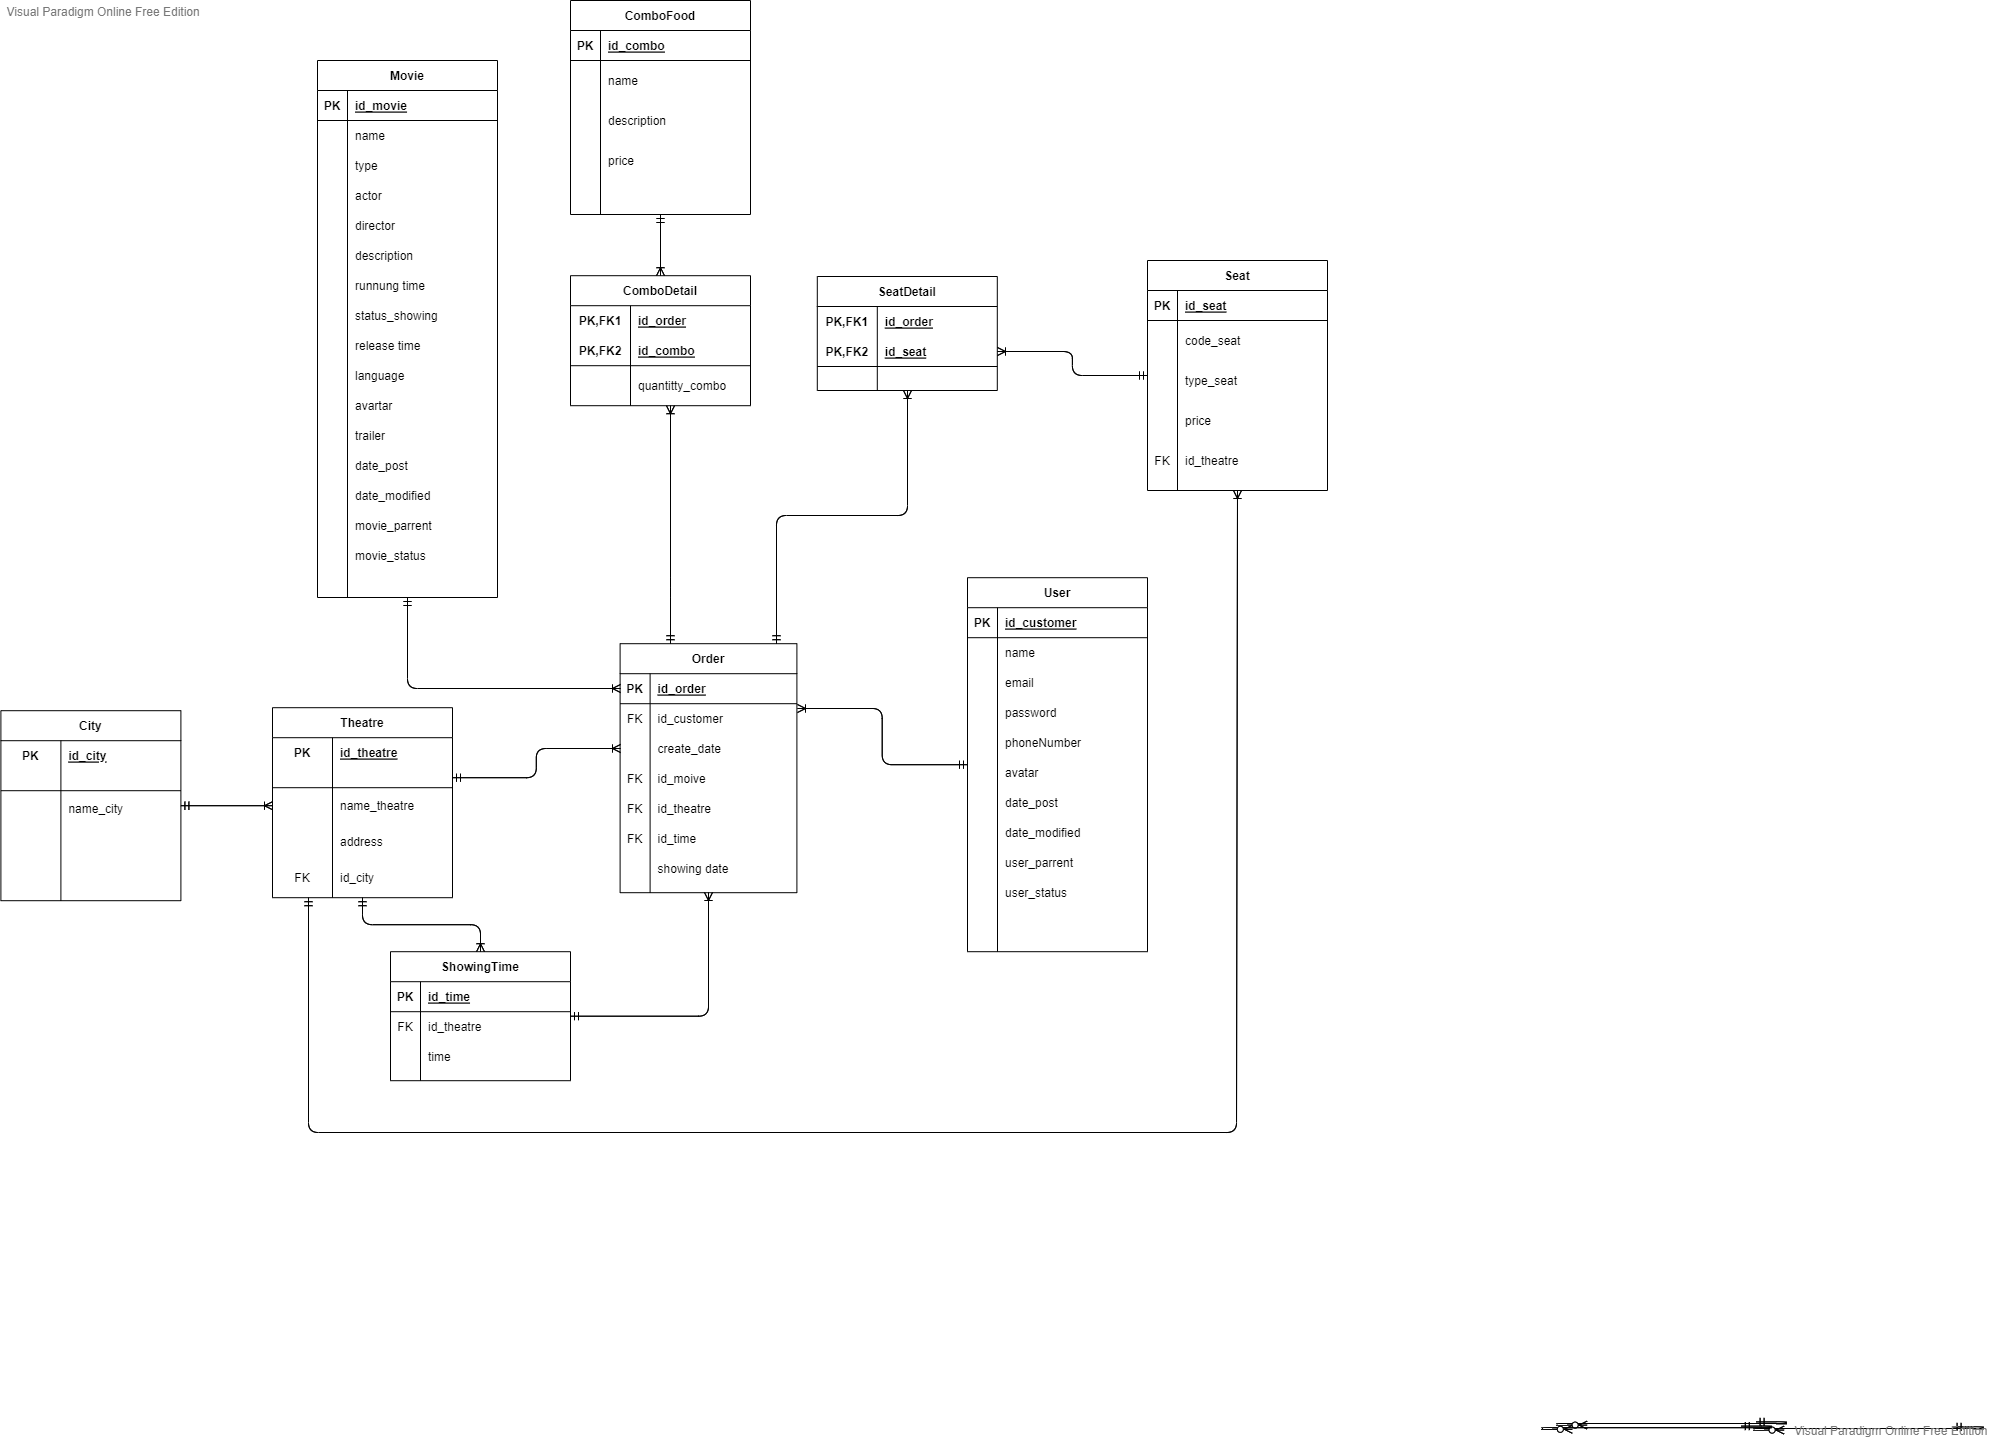 Visual Paradigm Online Free Edition
ComboFood
PK id_combo
name
description
price
Movie
PK id_movie
name
type
actor
director
description
runnung time
status_showing
release time
language
avartar
trailer
date_post
date_modified
movie_parrent
movie_status
ComboDetail
PK,FK1 id_order
PK,FK2 id_combo
quantitty_combo
SeatDetail
PK,FK1 id_order
PK,FK2 id_seat
Seat
PK id_seat
code_seat
type_seat
price
FK id_theatre
User
PK id_customer
name
email
password
phoneNumber
avatar
date_post
date_modified
user_parrent
user_status
Order
PK id_order
FK id_customer
create_date
FK id_moive
FK id_theatre
FK id_time
showing date
City
PK id_city
name_city
Theatre
PK id_theatre
name_theatre
address
FK id_city
ShowingTime
PK id_time
FK id_theatre
time
Visual Paradigm Online Free Edition